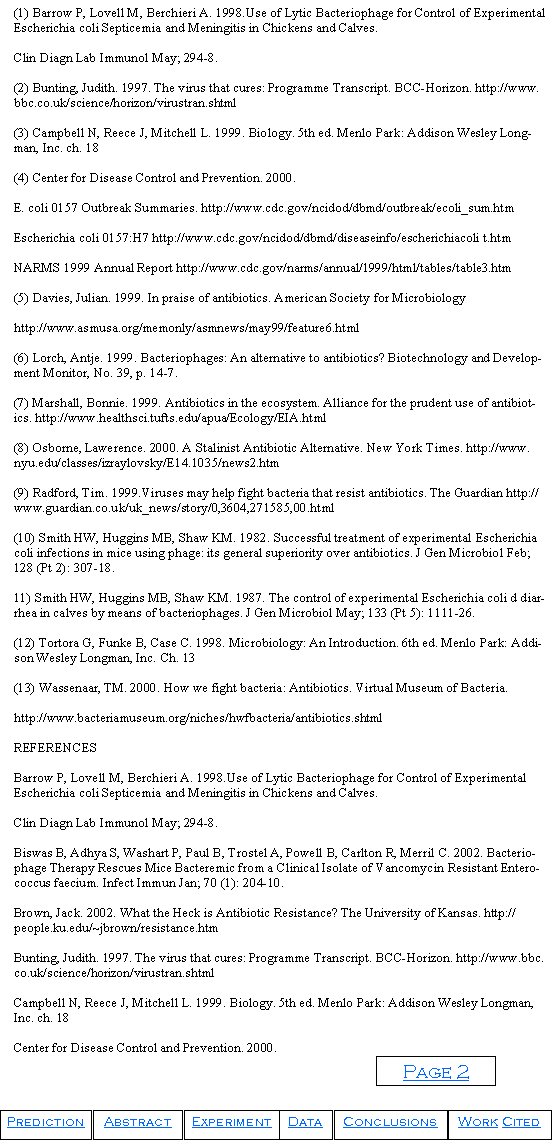 (1) Barrow P, Lovell M, Berchieri A. 1998.Use of Lytic Bacteriophage for Control of Experimental
Escherichia coli Septicemia and Meningitis in Chickens and Calves.
Clin Diagn Lab Immunol May; 294-8.
(2) Bunting, Judith. 1997. The virus that cures: Programme Transcript. BCC-Horizon. http://www.
bbc.co.uk/science/horizon/virustran.shtml
(3) Campbell N, Reece J, Mitchell L. 1999. Biology. 5th ed. Menlo Park: Addison Wesley Long-
man, Inc. ch. 18
(4) Center for Disease Control and Prevention. 2000.
E. coli 0157 Outbreak Summaries. http://www.cdc.gov/ncidod/dbmd/outbreak/ecoli_sum.htm
Escherichia coli 0157:H7 http://www.cdc.gov/ncidod/dbmd/diseaseinfo/escherichiacoli t.htm
NARMS 1999 Annual Report http://www.cdc.gov/narms/annual/1999/html/tables/table3.htm
(5) Davies, Julian. 1999. In praise of antibiotics. American Society for Microbiology
http://www.asmusa.org/memonly/asmnews/may99/feature6.html
(6) Lorch, Antje. 1999. Bacteriophages: An alternative to antibiotics? Biotechnology and Develop-
ment Monitor, No. 39, p. 14-7.
(7) Marshall, Bonnie. 1999. Antibiotics in the ecosystem. Alliance for the prudent use of antibiot-
ics. http://www.healthsci.tufts.edu/apua/Ecology/EIA.html
(8) Osborne, Lawerence. 2000. A Stalinist Antibiotic Alternative. New York Times. http://www.
nyu.edu/classes/izraylovsky/E14.1035/news2.htm
(9) Radford, Tim. 1999.Viruses may help fight bacteria that resist antibiotics. The Guardian http://
www.guardian.co.uk/uk_news/story/0,3604,271585,00.html
(10) Smith HW, Huggins MB, Shaw KM. 1982. Successful treatment of experimental Escherichia
coli infections in mice using phage: its general superiority over antibiotics. J Gen Microbiol Feb;
128 (Pt 2): 307-18.
11) Smith HW, Huggins MB, Shaw KM. 1987. The control of experimental Escherichia coli d diar-
rhea in calves by means of bacteriophages. J Gen Microbiol May; 133 (Pt 5): 1111-26.
(12) Tortora G, Funke B, Case C. 1998. Microbiology: An Introduction. 6th ed. Menlo Park: Addi-
son Wesley Longman, Inc. Ch. 13
(13) Wassenaar, TM. 2000. How we fight bacteria: Antibiotics. Virtual Museum of Bacteria.
http://www.bacteriamuseum.org/niches/hwfbacteria/antibiotics.shtml
REFERENCES
Barrow P, Lovell M, Berchieri A. 1998.Use of Lytic Bacteriophage for Control of Experimental
Escherichia coli Septicemia and Meningitis in Chickens and Calves.
Clin Diagn Lab Immunol May; 294-8.
Biswas B, Adhya S, Washart P, Paul B, Trostel A, Powell B, Carlton R, Merril C. 2002. Bacterio-
phage Therapy Rescues Mice Bacteremic from a Clinical Isolate of Vancomycin Resistant Entero-
coccus faecium. Infect Immun Jan; 70 (1): 204-10.
Brown, Jack. 2002. What the Heck is Antibiotic Resistance? The University of Kansas. http://
people.ku.edu/~jbrown/resistance.htm
Bunting, Judith. 1997. The virus that cures: Programme Transcript. BCC-Horizon. http://www.bbc.
co.uk/science/horizon/virustran.shtml
Campbell N, Reece J, Mitchell L. 1999. Biology. 5th ed. Menlo Park: Addison Wesley Longman,
Inc. ch. 18
Center for Disease Control and Prevention. 2000.
Page 2
Prediction Abstract Experiment Data Conclusions Work Cited